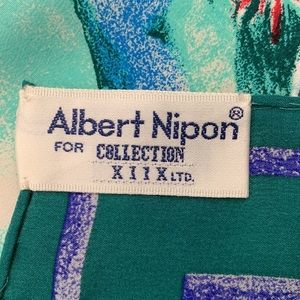 Albert Nipon®
FOR COLLECTION
XIIX LTD.